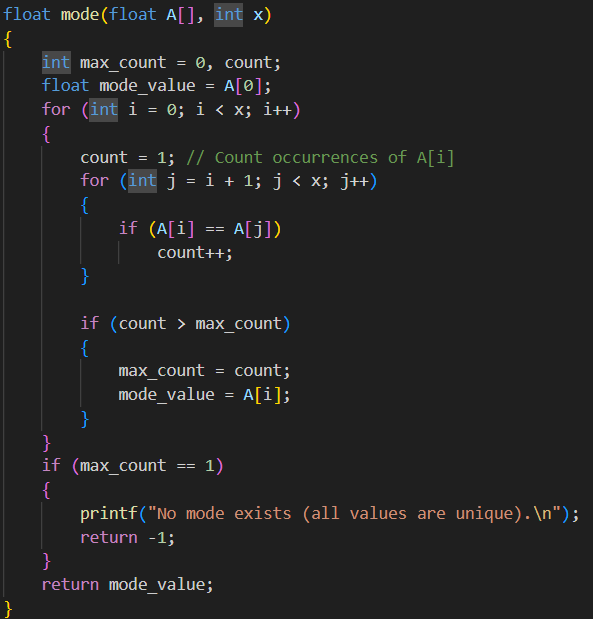 float mode(float A[], int x)
{
    int max_count = 0, count;
    float mode_value = A[0];
    for (int i = 0; i < x; i++)
    {
        count = 1; // Count occurrences of A[i]
        for (int j = i + 1; j < x; j++)
        {
            if (A[i] == A[j])
                count++;
        }

        if (count > max_count)
        {
            max_count = count;
            mode_value = A[i];
        }
    }
    if (max_count == 1)
    {
        printf("No mode exists (all values are unique).\n");
        return -1;
    }
    return mode_value;
}